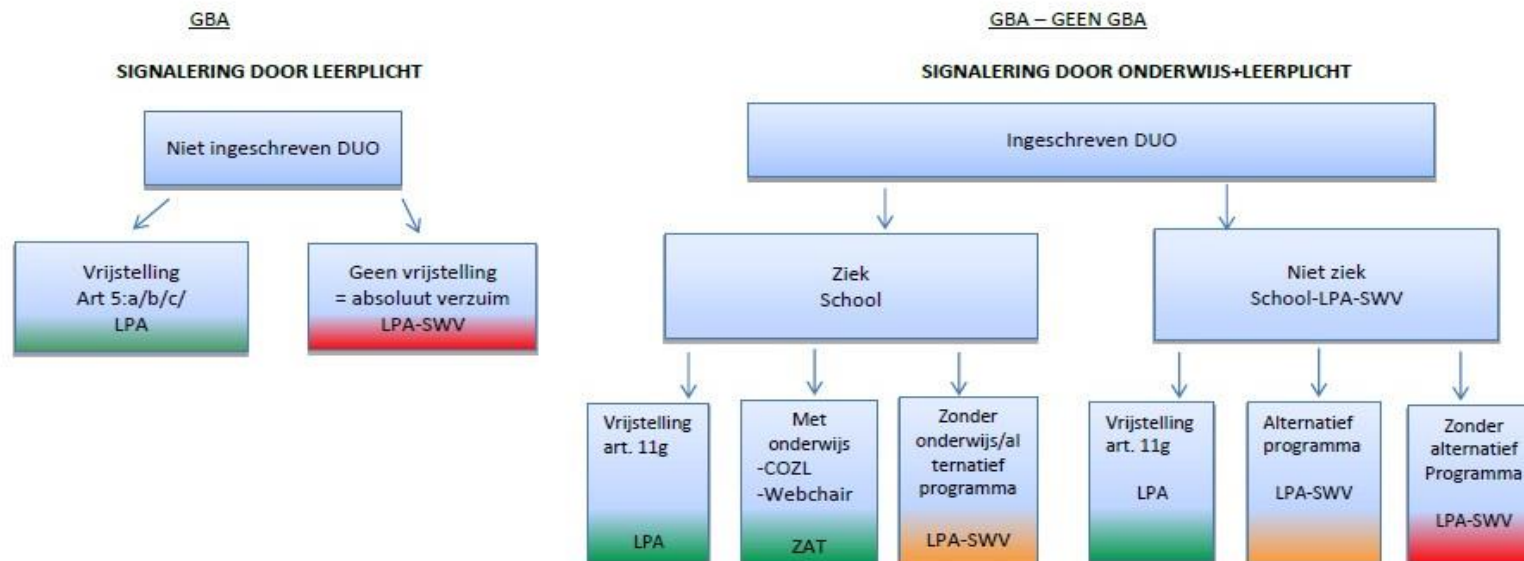 GBA
SIGNALERING DOOR LEERPLICHT
Niet ingeschreven DUO
Vrijstelling
Art 5:a/b/c/
LPA
Geen vrijstelling
= absoluut verzuim
LPA-SWV
GBA – GEEN GBA
SIGNALERING DOOR ONDERWIJS+LEERPLICHT
Ingeschreven DUO
Ziek
School
Niet ziek
School-LPA-SWV
Vrijstelling
art. 11g
LPA
Met
onderwijs
-COZL
-Webchair
ZAT
Zonder
onderwijs/al
ternatief
programma
LPA-SWV
Vrijstelling
art. 11g
LPA
Alternatief
programma
LPA-SWV
Zonder
alternatief
Programma
LPA-SWV